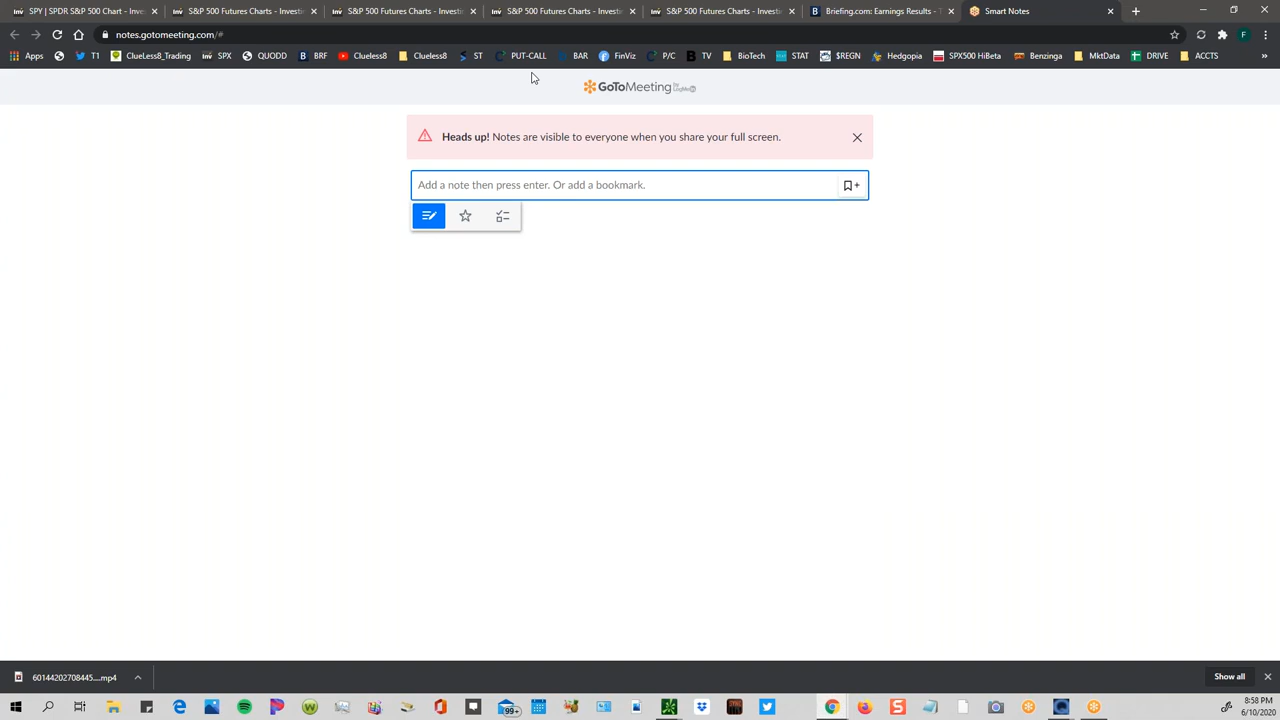 SPY | SPDR S&P 500 Chart - Investi
S&P 500 Futures Charts - Investi
S&P 500 Futures Charts - Investi
S&P 500 Futures Charts - Investi
S&P 500 Futures Charts - Investi
Briefing.com: Earnings Results - T
Smart Notes
notes.gotomeeting.com/#
F
Apps
T1
ClueLess8_Trading
SPX
QUODD
BRF
Clueless8
Clueless8
ST
PUT-CALL
BAR
FinViz
P/C
TV
BioTech
STAT
$REGN
Hedgopia
SPX500 HiBeta
Benzinga
MktData
DRIVE
ACCTS
»
GoToMeeting by LogMeIn
Heads up! Notes are visible to everyone when you share your full screen.
Add a note then press enter. Or add a bookmark.
60144202708445....mp4
Show all
99+
8:58 PM
6/10/2020